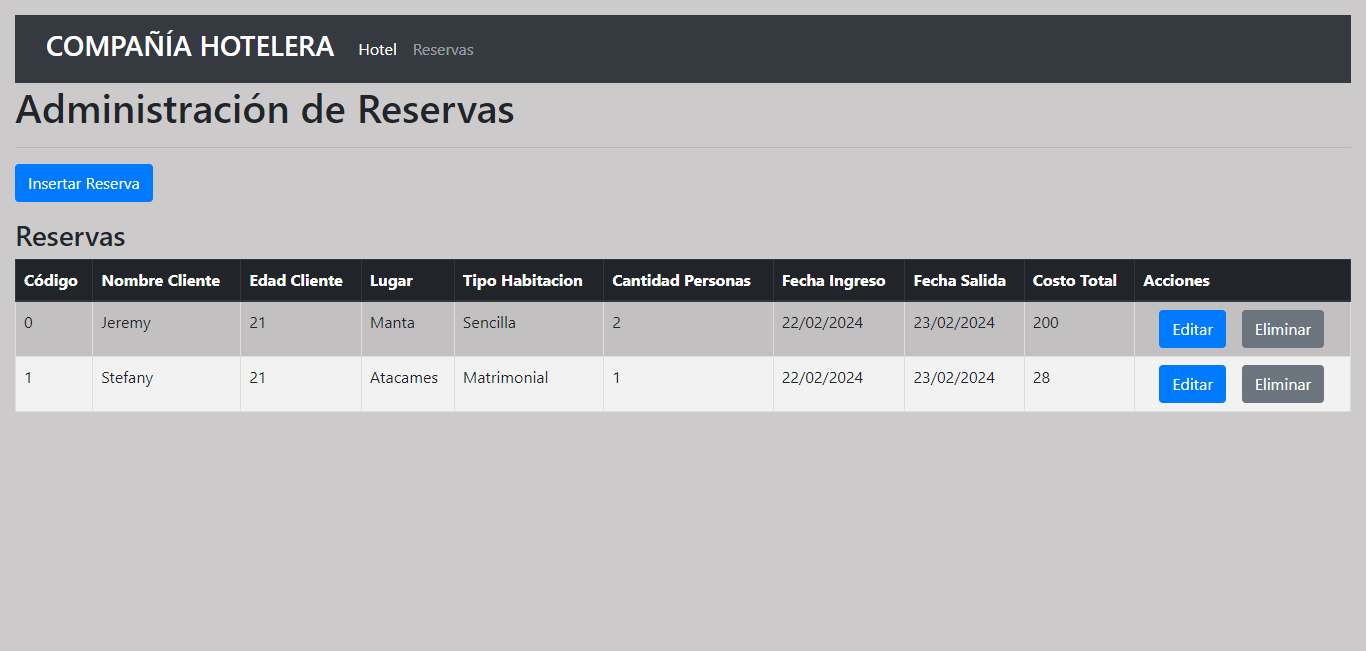 COMPAÑÍA HOTELERA Hotel Reservas
Administración de Reservas
Insertar Reserva
Reservas
Código Nombre Cliente Edad Cliente Lugar Tipo Habitacion Cantidad Personas Fecha Ingreso Fecha Salida Costo Total Acciones
0 Jeremy 21 Manta Sencilla 2 22/02/2024 23/02/2024 200 Editar Eliminar
1 Stefany 21 Atacames Matrimonial 1 22/02/2024 23/02/2024 28 Editar Eliminar